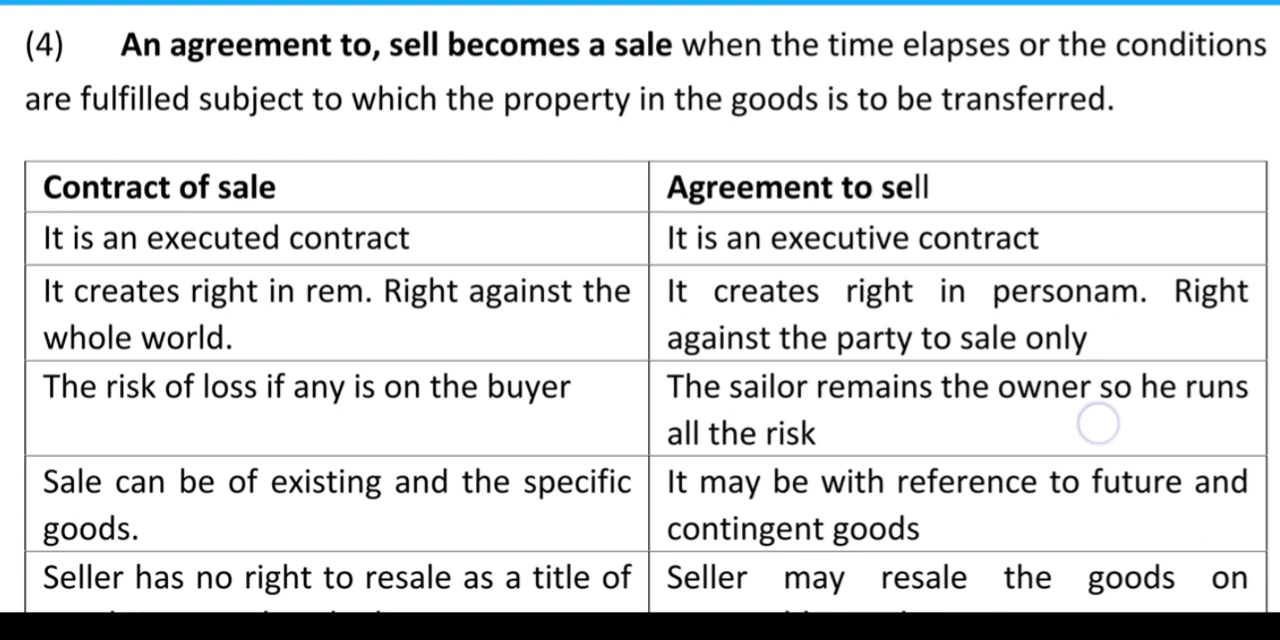 (4) An agreement to, sell becomes a sale when the time elapses or the conditions
are fulfilled subject to which the property in the goods is to be transferred.
Contract of sale
Agreement to sell
It is an executed contract
It is an executive contract
It creates right in rem. Right against the
whole world.
It creates right in personam. Right
against the party to sale only
The risk of loss if any is on the buyer
The sailor remains the owner so he runs
all the risk
Sale can be of existing and the specific
goods.
It may be with reference to future and
contingent goods
Seller has no right to resale as a title of
Seller may resale the goods on